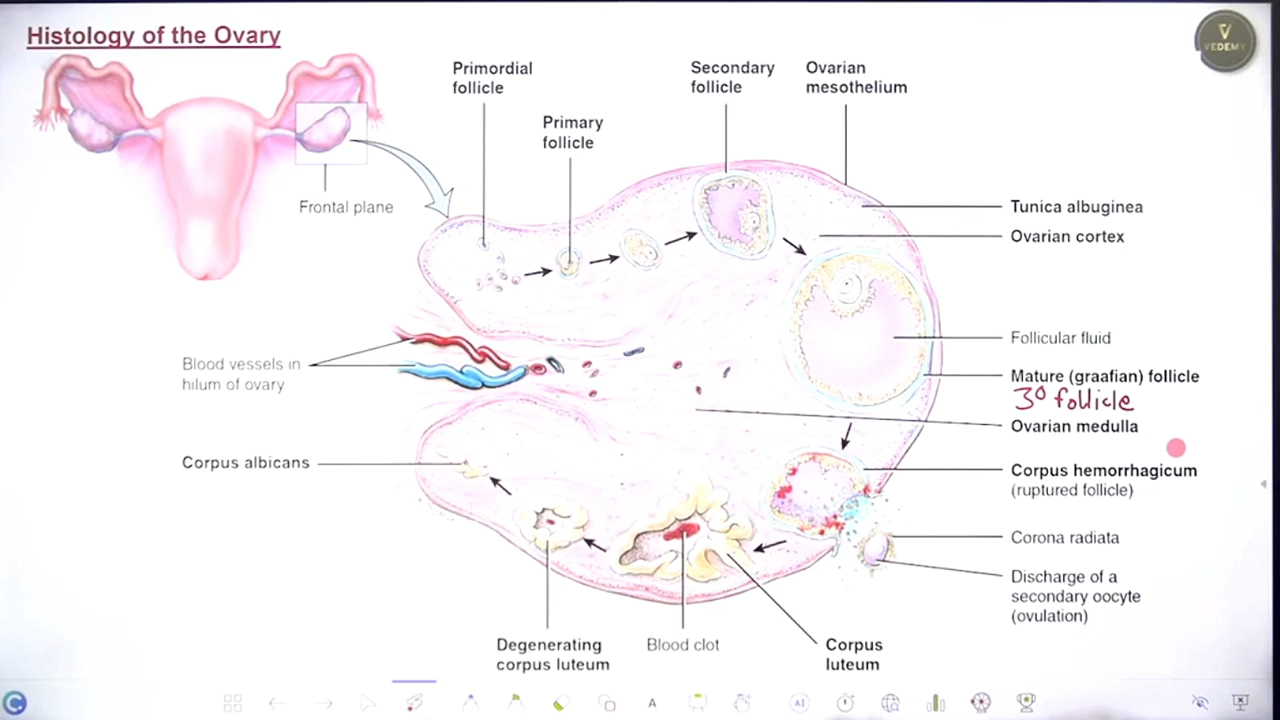 Histology of the Ovary
VEDEMY
Primordial
follicle
Primary
follicle
Secondary
follicle
Ovarian
mesothelium
Frontal plane
Tunica albuginea
Ovarian cortex
Follicular fluid
Mature (graafian) follicle
3º follicle
Ovarian medulla
Blood vessels in
hilum of ovary
Corpus albicans
Corpus hemorrhagicum
(ruptured follicle)
Corona radiata
Discharge of a
secondary oocyte
(ovulation)
Degenerating
corpus luteum
Blood clot
Corpus
luteum
A
AI